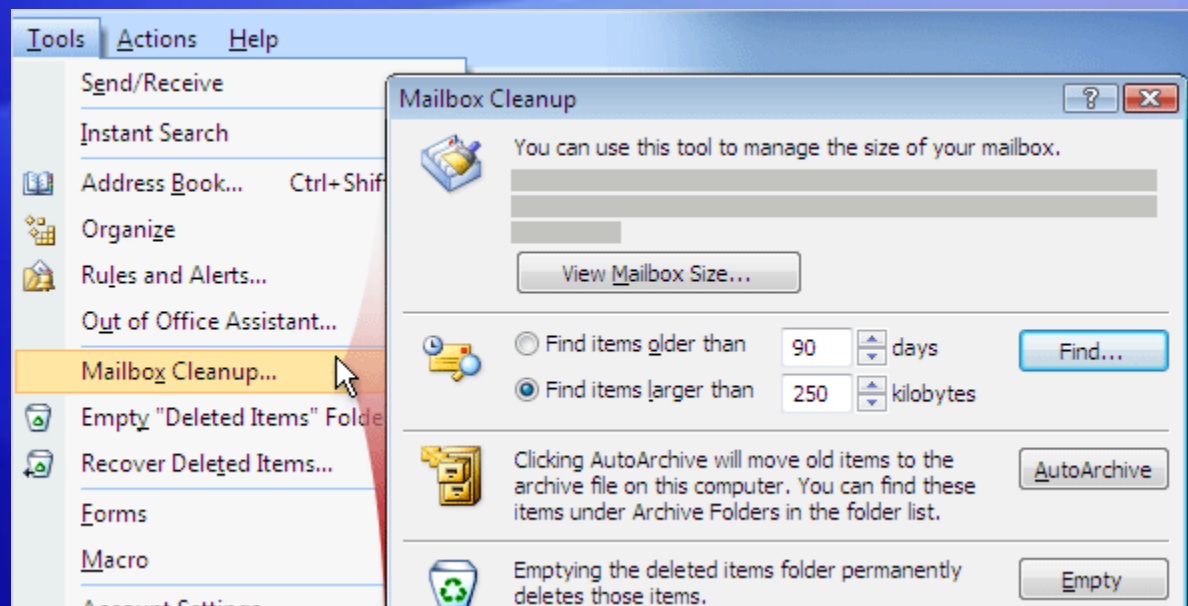 Tools Actions Help
Send/Receive
Instant Search
Address Book... Ctrl+Shif
Organize
Rules and Alerts...
Out of Office Assistant...
Mailbox Cleanup...
Empty "Deleted Items" Folde
Recover Deleted Items...
Forms
Macro
Account Settings
Mailbox Cleanup
You can use this tool to manage the size of your mailbox.
View Mailbox Size...
Find items older than 90 days
Find...
Find items larger than 250 kilobytes
Clicking AutoArchive will move old items to the
archive file on this computer. You can find these
items under Archive Folders in the folder list.
AutoArchive
Emptying the deleted items folder permanently
deletes those items.
Empty